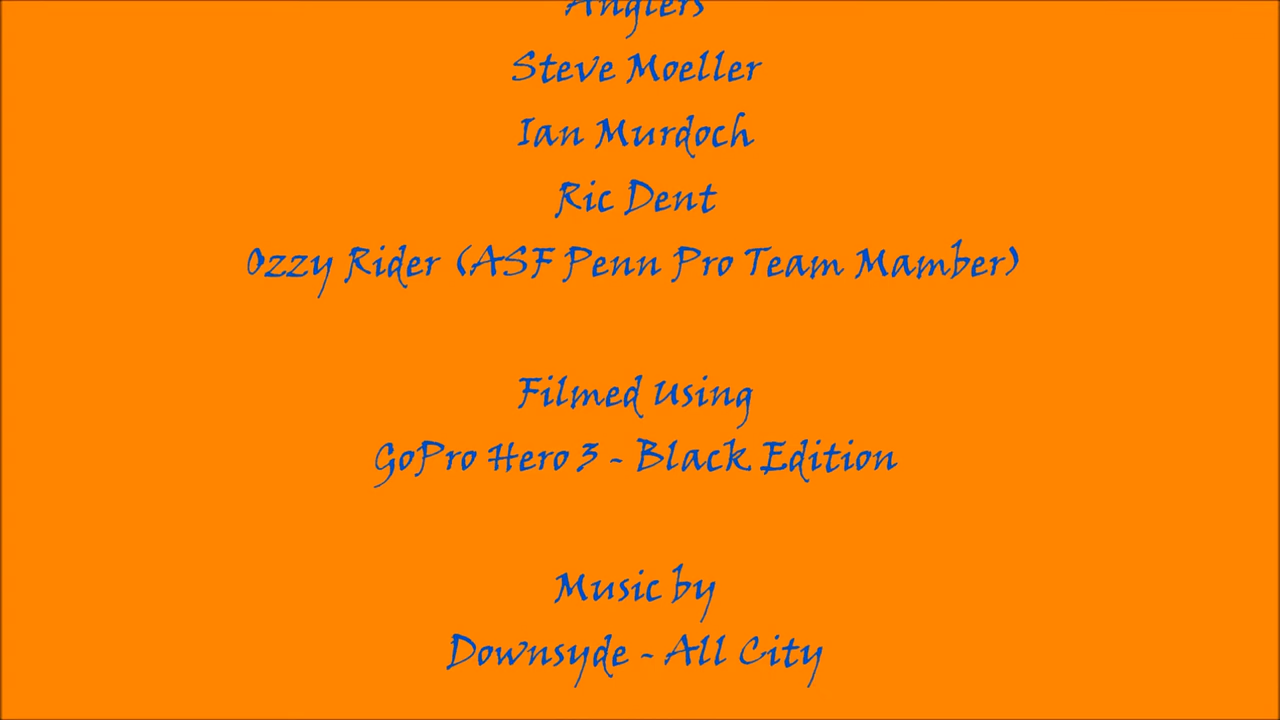 Anglers
Steve Moeller
Ian Murdoch
Ric Dent
Ozzy Rider (ASF Penn Pro Team Mamber)
Filmed Using
GoPro Hero 3 - Black Edition
Music by
Downsyde - All City